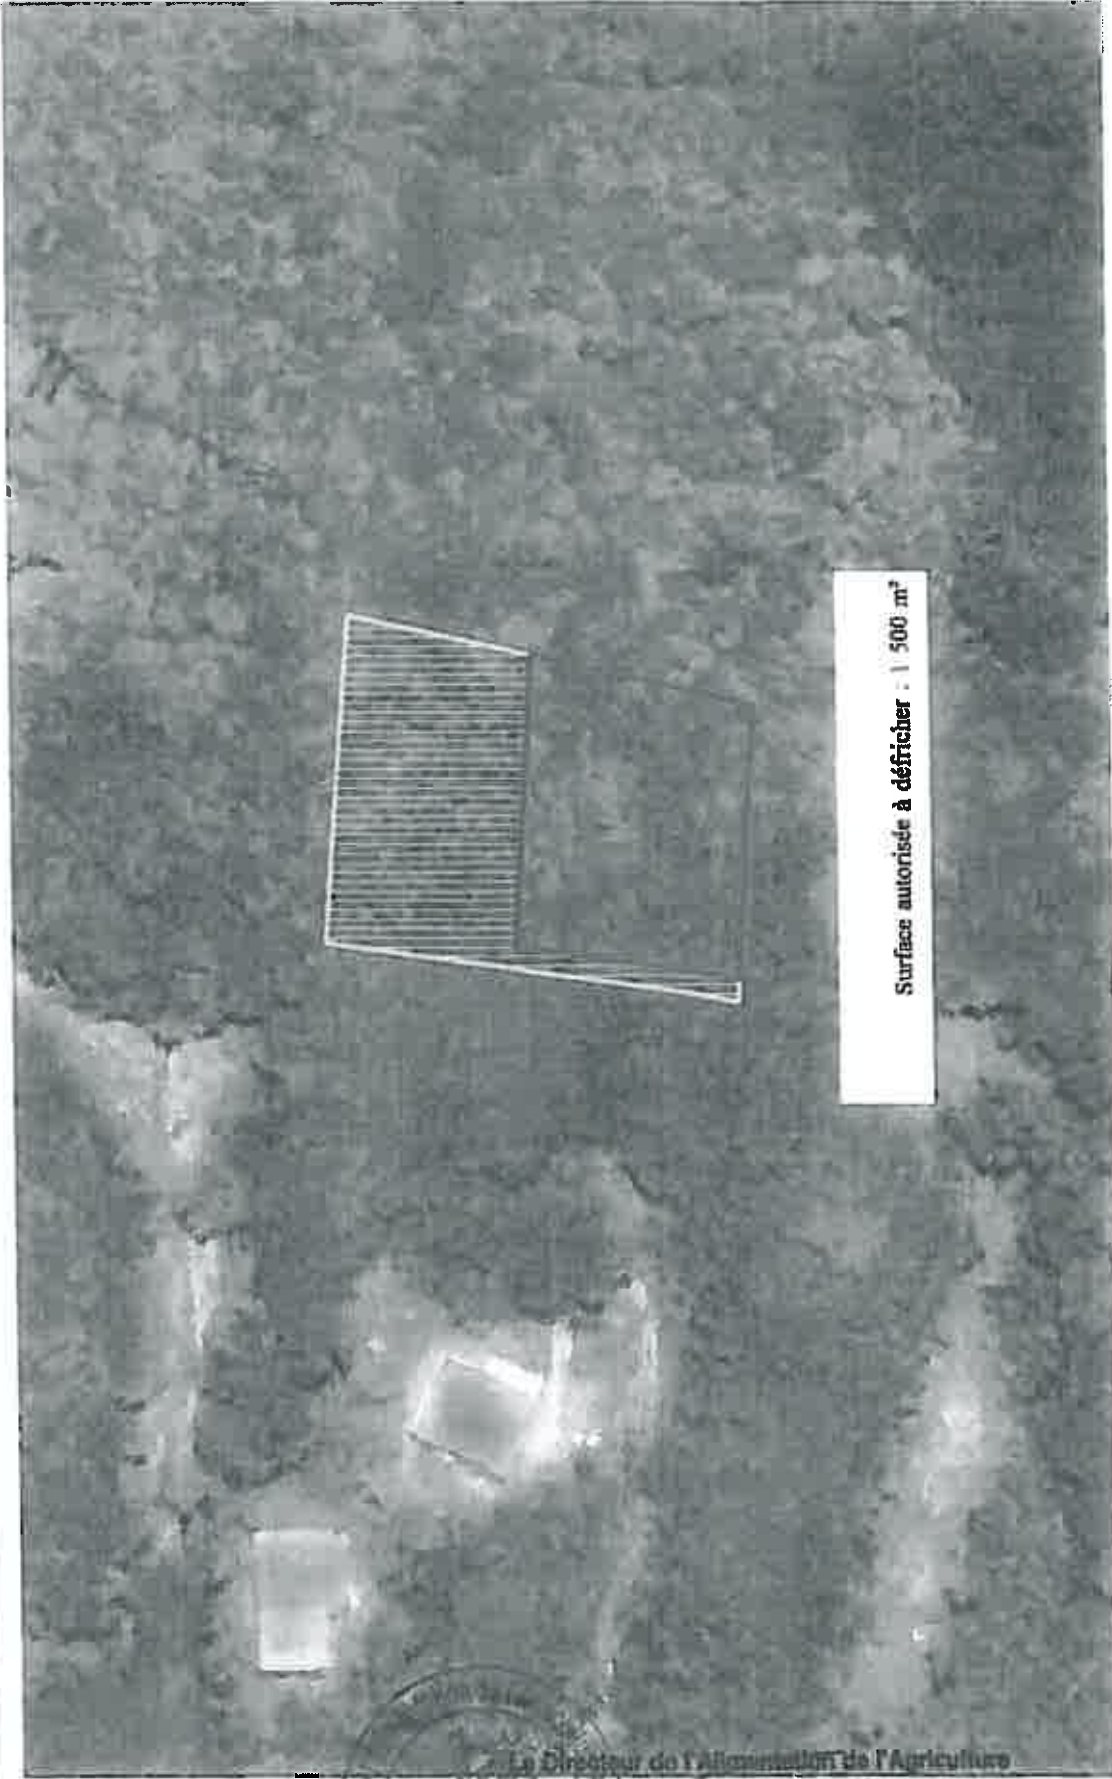 Surface autorisée à défricher : 1 500 m²
Le Directeur de l'Alimentation de l'Agriculture